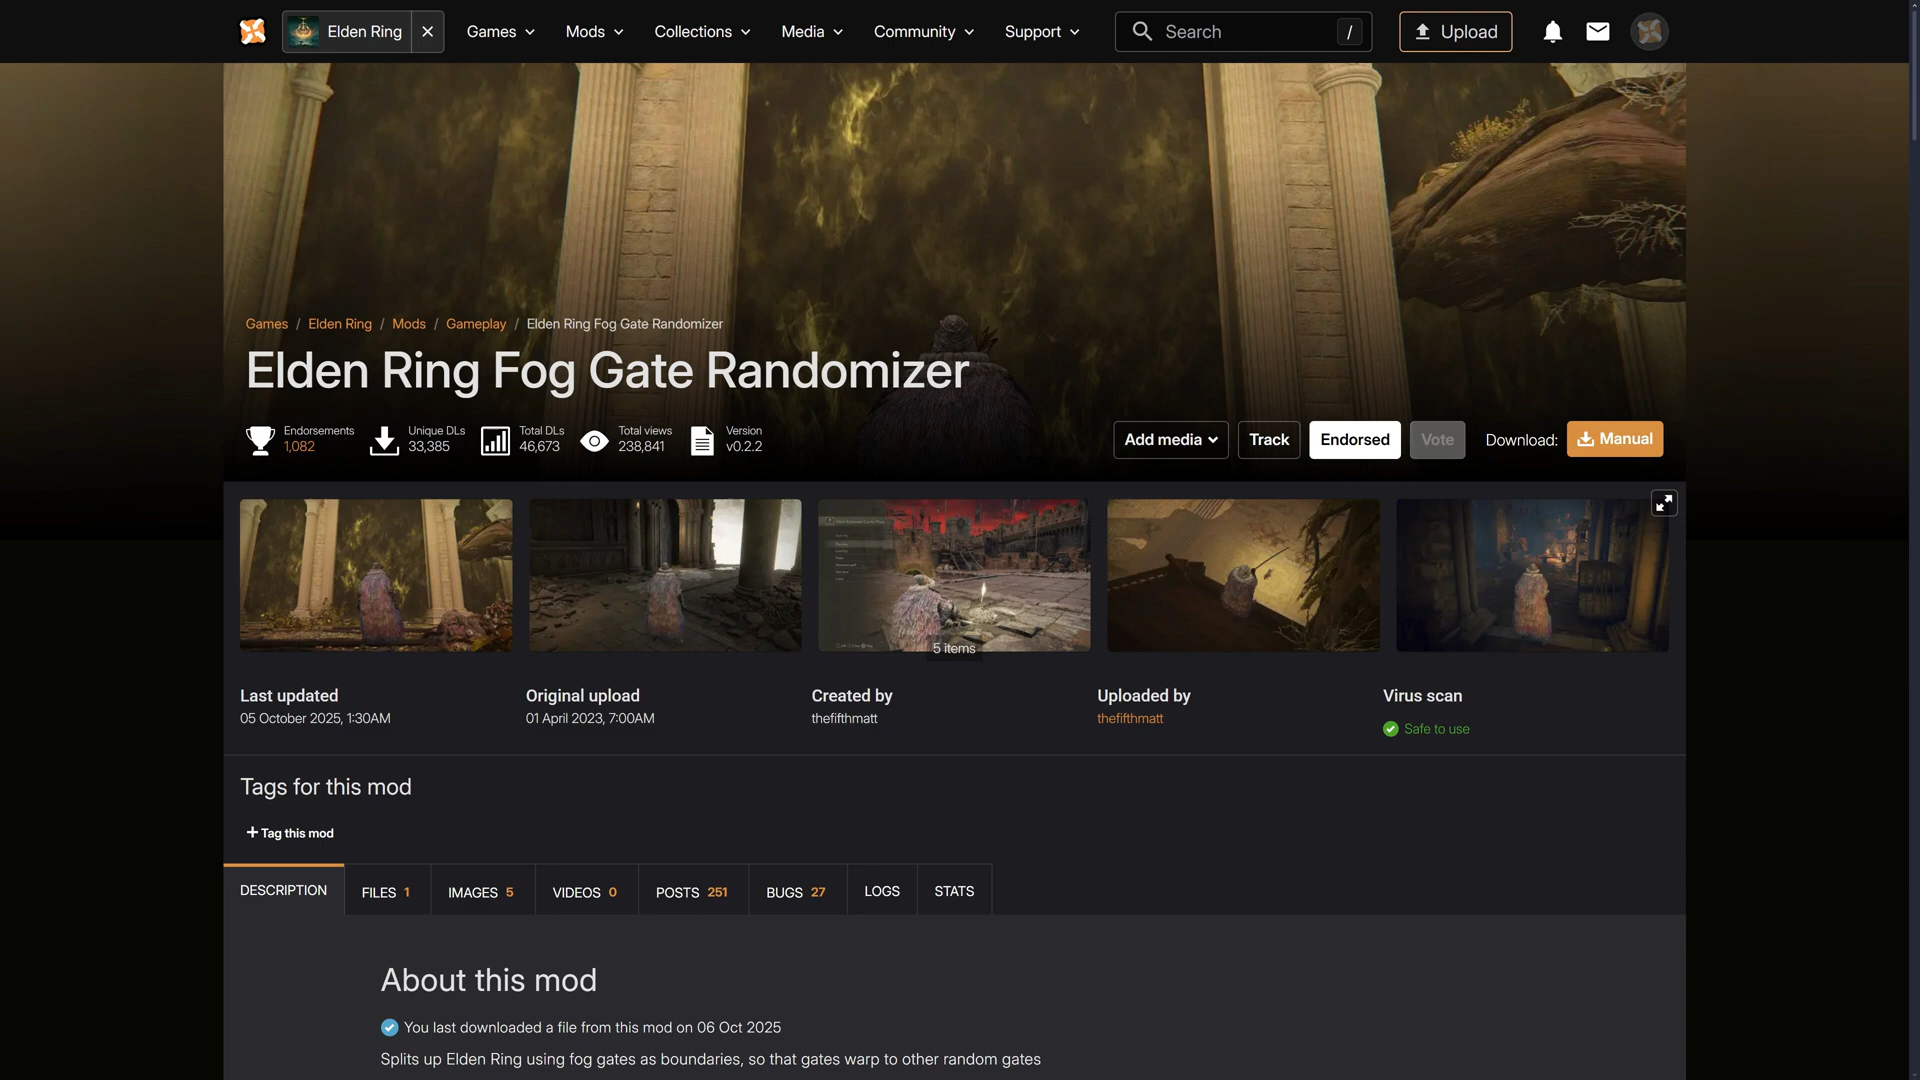 Elden Ring
Games
Mods
Collections
Media
Community
Support
Search
/
Upload
Games / Elden Ring / Mods / Gameplay / Elden Ring Fog Gate Randomizer
Elden Ring Fog Gate Randomizer
Endorsements
1,082
Unique DLs
33,385
Total DLs
46,673
Total views
238,841
Version
v0.2.2
Add media
Track
Endorsed
Vote
Download:
Manual
5 items
Last updated
05 October 2025, 1:30AM
Original upload
01 April 2023, 7:00AM
Created by
thefifthmatt
Uploaded by
thefifthmatt
Virus scan
Safe to use
Tags for this mod
+ Tag this mod
DESCRIPTION
FILES 1
IMAGES 5
VIDEOS 0
POSTS 251
BUGS 27
LOGS
STATS
About this mod
You last downloaded a file from this mod on 06 Oct 2025
Splits up Elden Ring using fog gates as boundaries, so that gates warp to other random gates